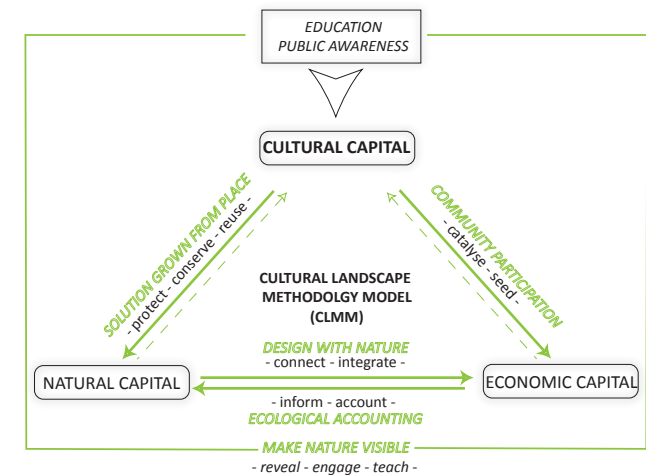 EDUCATION
PUBLIC AWARENESS
CULTURAL CAPITAL
SOLUTION GROWN FROM PLACE
- protect - conserve - reuse -
COMMUNITY PARTICIPATION
- catalyse - seed -
CULTURAL LANDSCAPE
METHODOLGY MODEL
(CLMM)
DESIGN WITH NATURE
- connect - integrate -
NATURAL CAPITAL
ECONOMIC CAPITAL
- inform - account -
ECOLOGICAL ACCOUNTING
MAKE NATURE VISIBLE
- reveal - engage - teach -